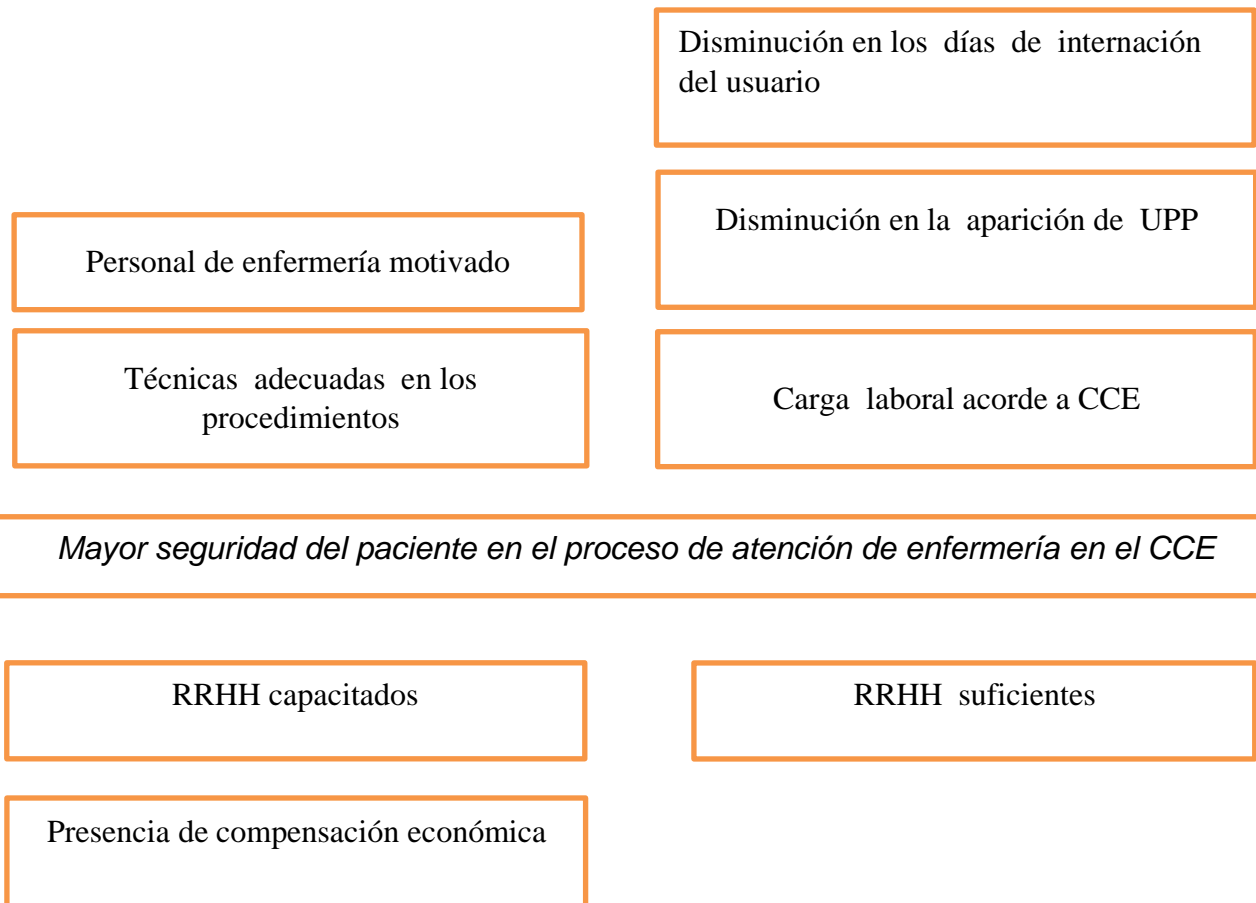 Disminución en los días de internación
del usuario
Disminución en la aparición de UPP
Personal de enfermería motivado
Técnicas adecuadas en los
procedimientos
Carga laboral acorde a CCE
Mayor seguridad del paciente en el proceso de atención de enfermería en el CCE
RRHH capacitados
RRHH suficientes
Presencia de compensación económica